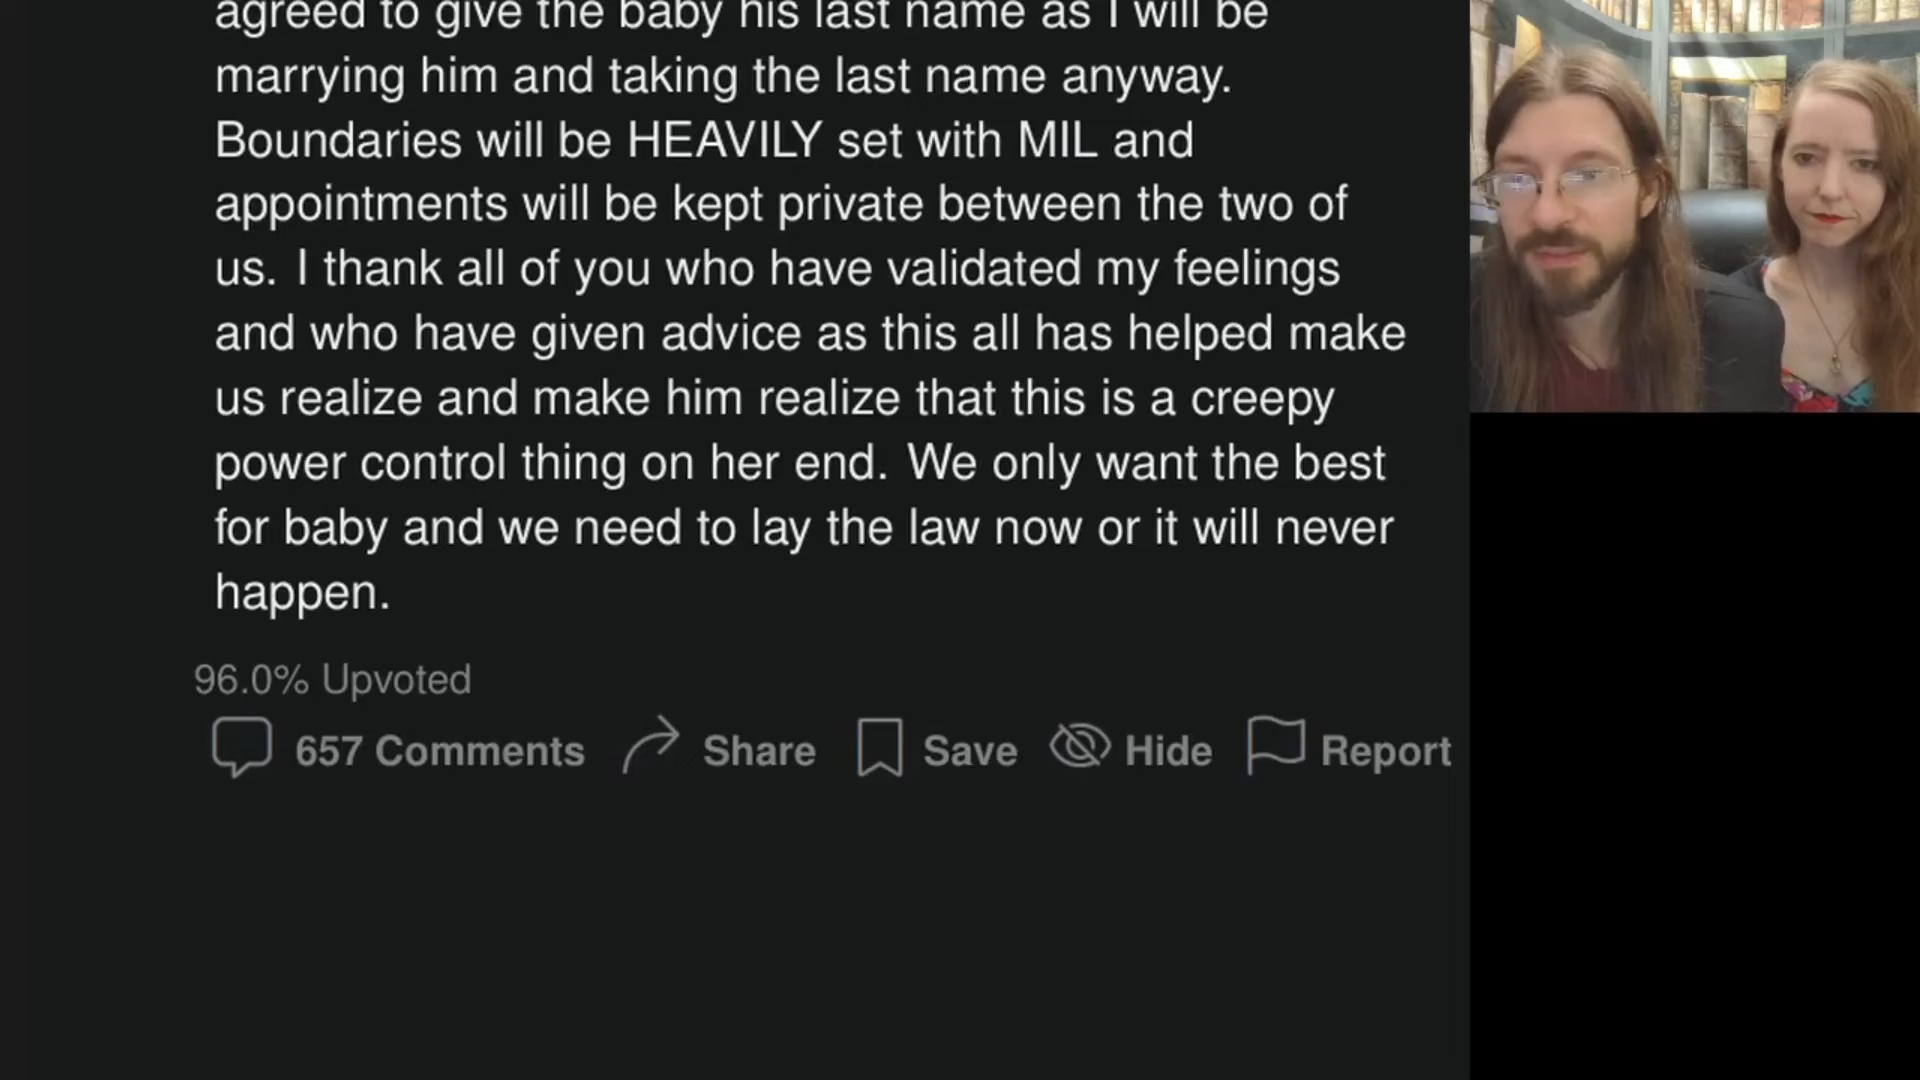 agreed to give the baby his last name as I will be
marrying him and taking the last name anyway.
Boundaries will be HEAVILY set with MIL and
appointments will be kept private between the two of
us. I thank all of you who have validated my feelings
and who have given advice as this all has helped make
us realize and make him realize that this is a creepy
power control thing on her end. We only want the best
for baby and we need to lay the law now or it will never
happen.
96.0% Upvoted
657 Comments Share Save Hide Report